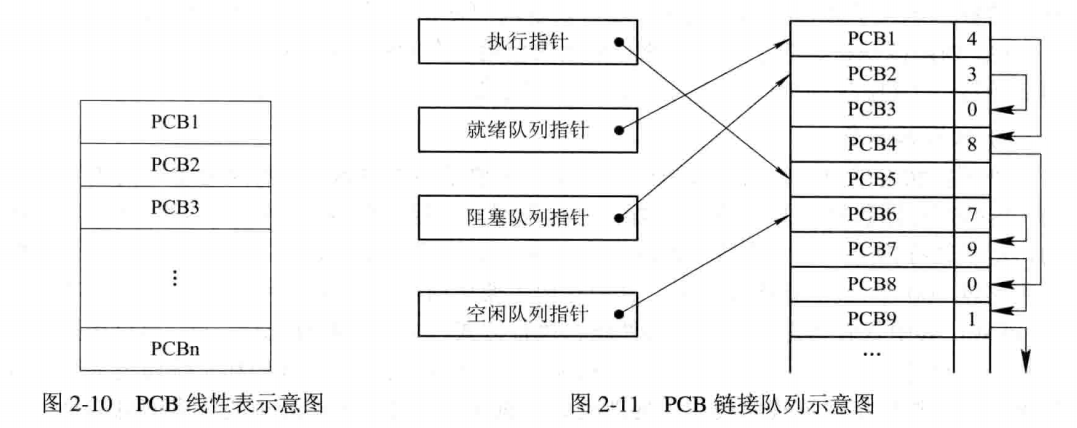 PCB1
PCB2
PCB3
⋮
PCBn
图 2-10 PCB 线性表示意图
执行指针
就绪队列指针
阻塞队列指针
空闲队列指针
PCB1 4
PCB2 3
PCB3 0
PCB4 8
PCB5
PCB6 7
PCB7 9
PCB8 0
PCB9 1
…
图 2-11 PCB 链接队列示意图